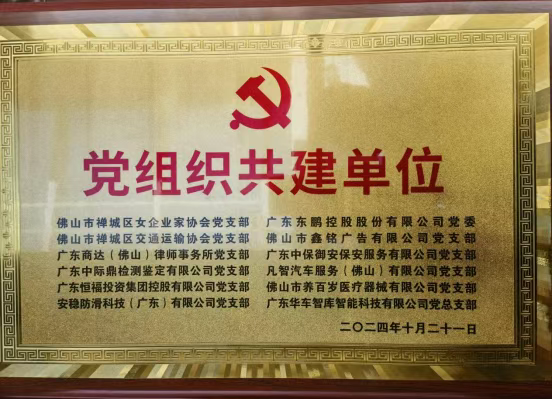 党组织共建单位
佛山市禅城区女企业家协会党支部 广东东鹏控股股份有限公司党委
佛山市禅城区交通运输协会党支部 佛山市鑫铭广告有限公司党支部
广东商达（佛山）律师事务所党支部 广东中保御安保安服务有限公司党支部
广东中际鼎检测鉴定有限公司党支部 凡智汽车服务（佛山）有限公司党支部
广东恒福投资集团控股有限公司党支部 佛山市养百岁医疗器械有限公司党支部
安稳防滑科技（广东）有限公司党支部 广东华车智库智能科技有限公司党总支部
二〇二四年十月二十一日